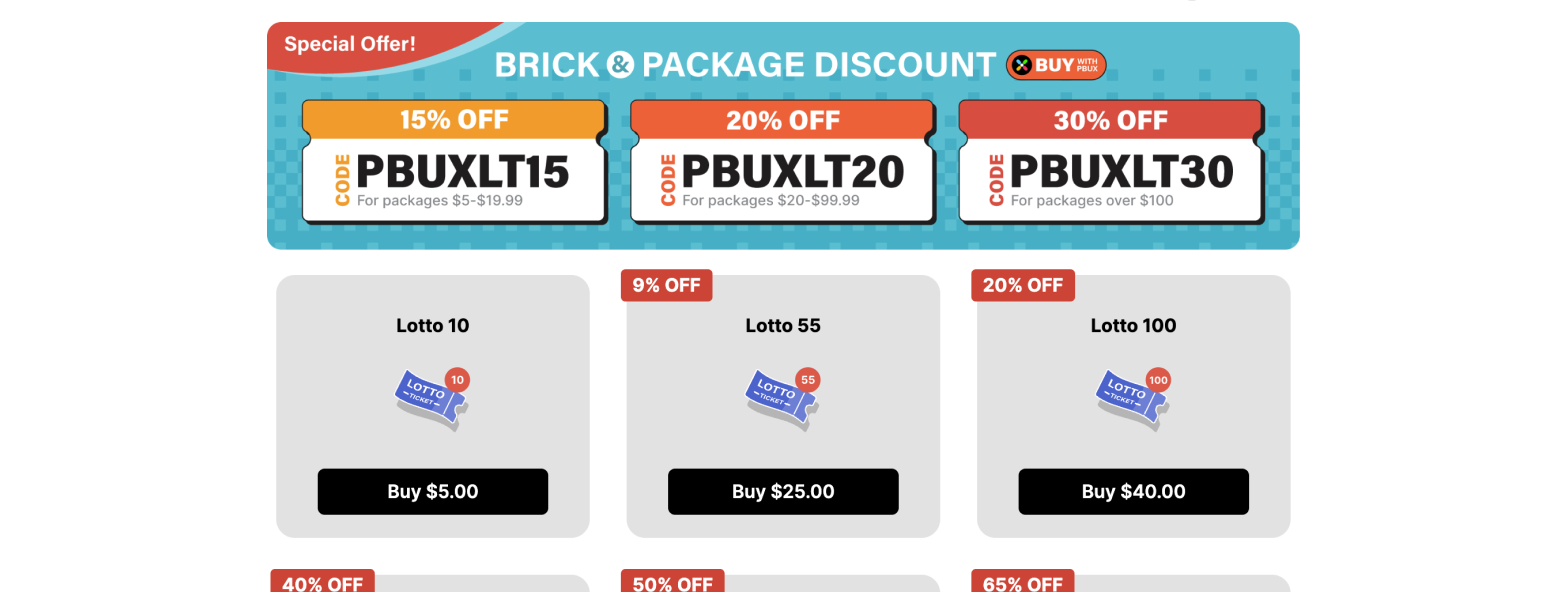 Special Offer!
BRICK & PACKAGE DISCOUNT BUY WITH PBUX
15% OFF
CODE PBUXLT15
For packages $5-$19.99
20% OFF
CODE PBUXLT20
For packages $20-$99.99
30% OFF
CODE PBUXLT30
For packages over $100
Lotto 10
LOTTO
TICKET
10
Buy $5.00
9% OFF
Lotto 55
LOTTO
TICKET
55
Buy $25.00
20% OFF
Lotto 100
LOTTO
TICKET
100
Buy $40.00
40% OFF
50% OFF
65% OFF